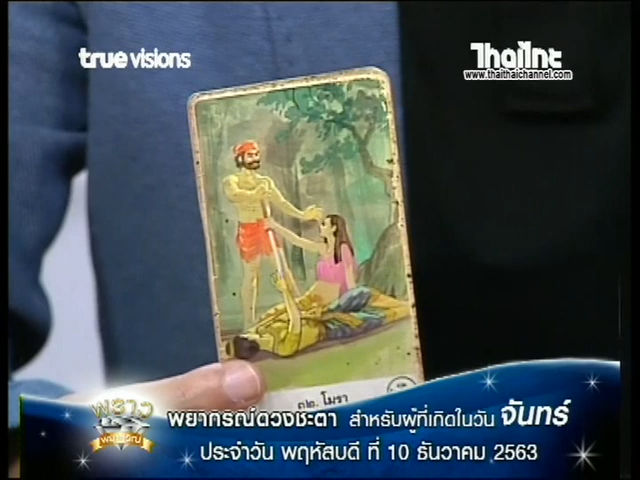 true visions
ThaiThai
www.thaithaichannel.com
๓๒. โมรา
พยากรณ์ดวงชะตา สำหรับผู้ที่เกิดในวัน จันทร์
ประจำวัน พฤหัสบดี ที่ 10 ธันวาคม 2563